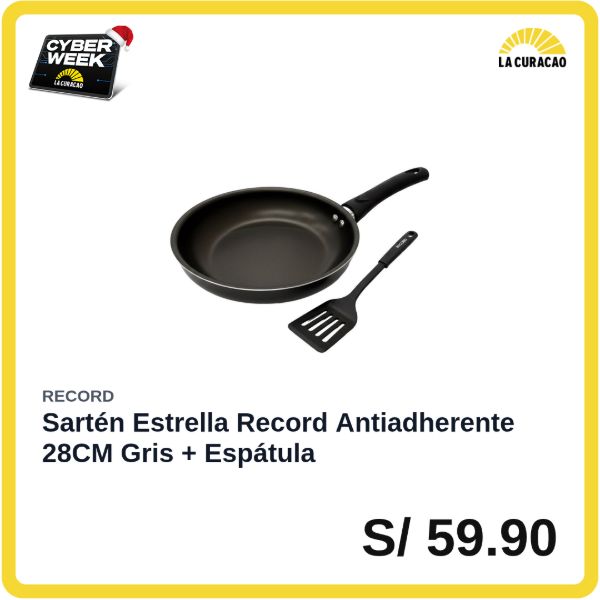 CYBER
WEEK
LA CURACAO
LA CURACAO
RECORD
Sartén Estrella Record Antiadherente
28CM Gris + Espátula
S/ 59.90